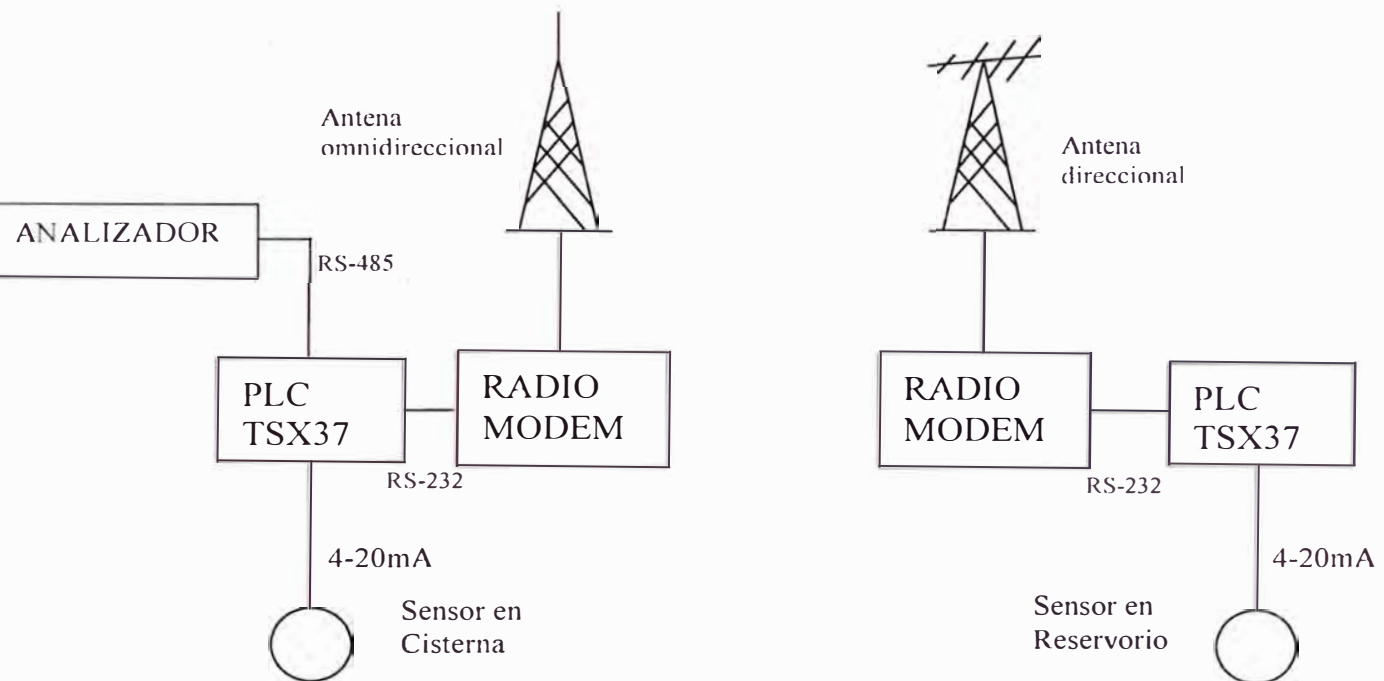 Antena
omnidireccional
Antena
direccional
ANALIZADOR
RS-485
PLC
TSX37
RADIO
MODEM
RS-232
RADIO
MODEM
PLC
TSX37
RS-232
4-20mA
Sensor en
Cisterna
4-20mA
Sensor en
Reservorio